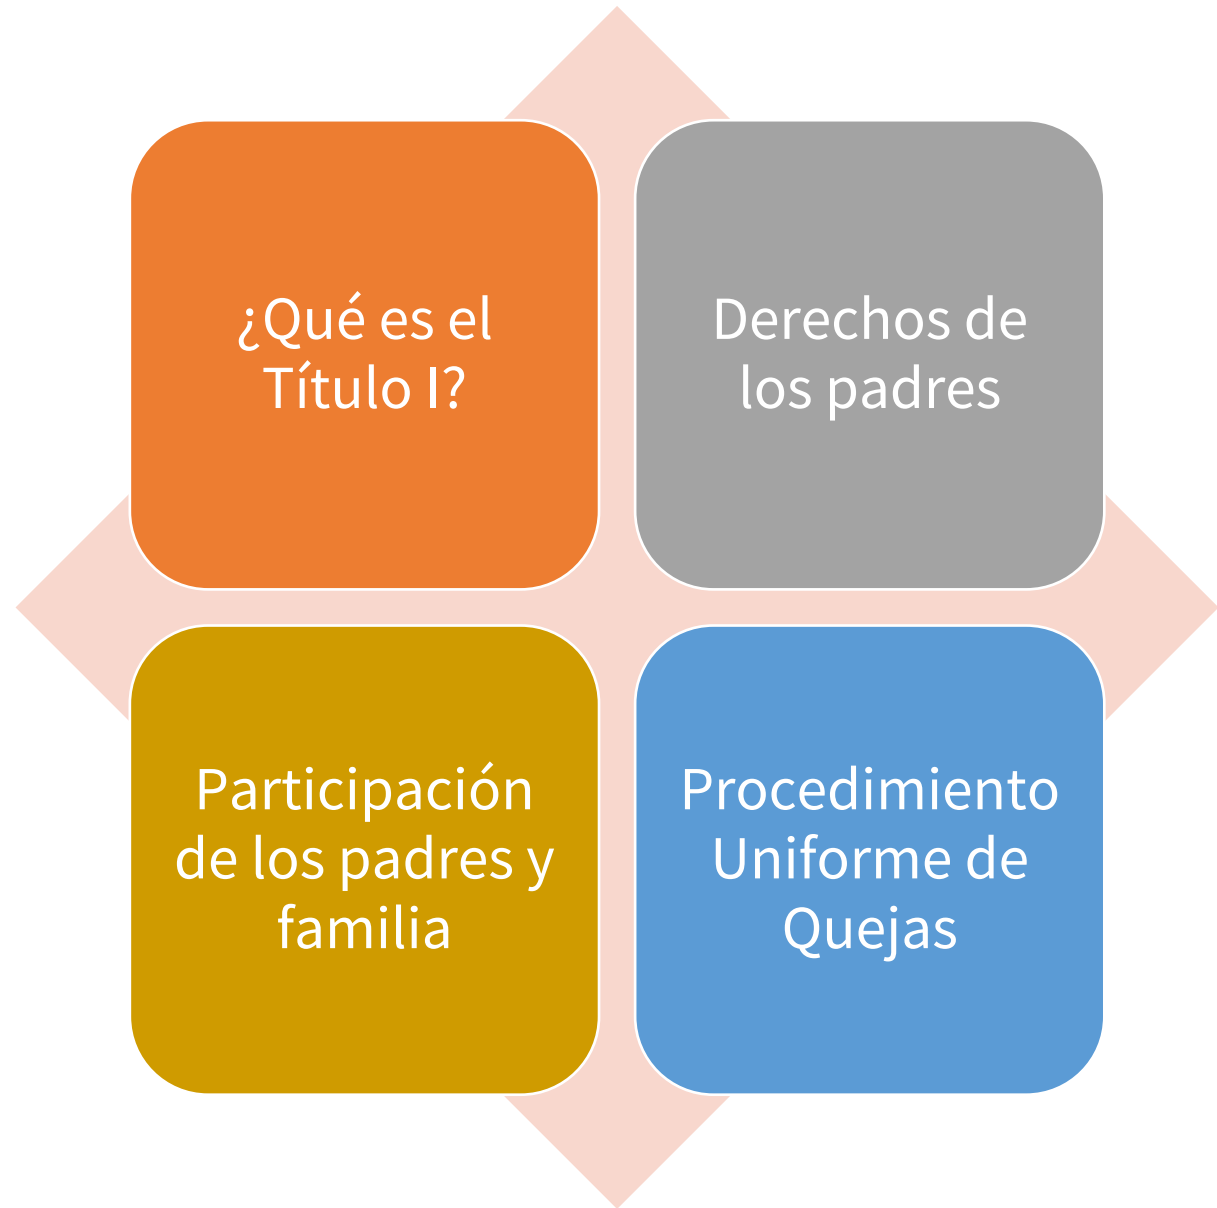 ¿Qué es el
Título I?
Derechos de
los padres
Participación
de los padres y
familia
Procedimiento
Uniforme de
Quejas